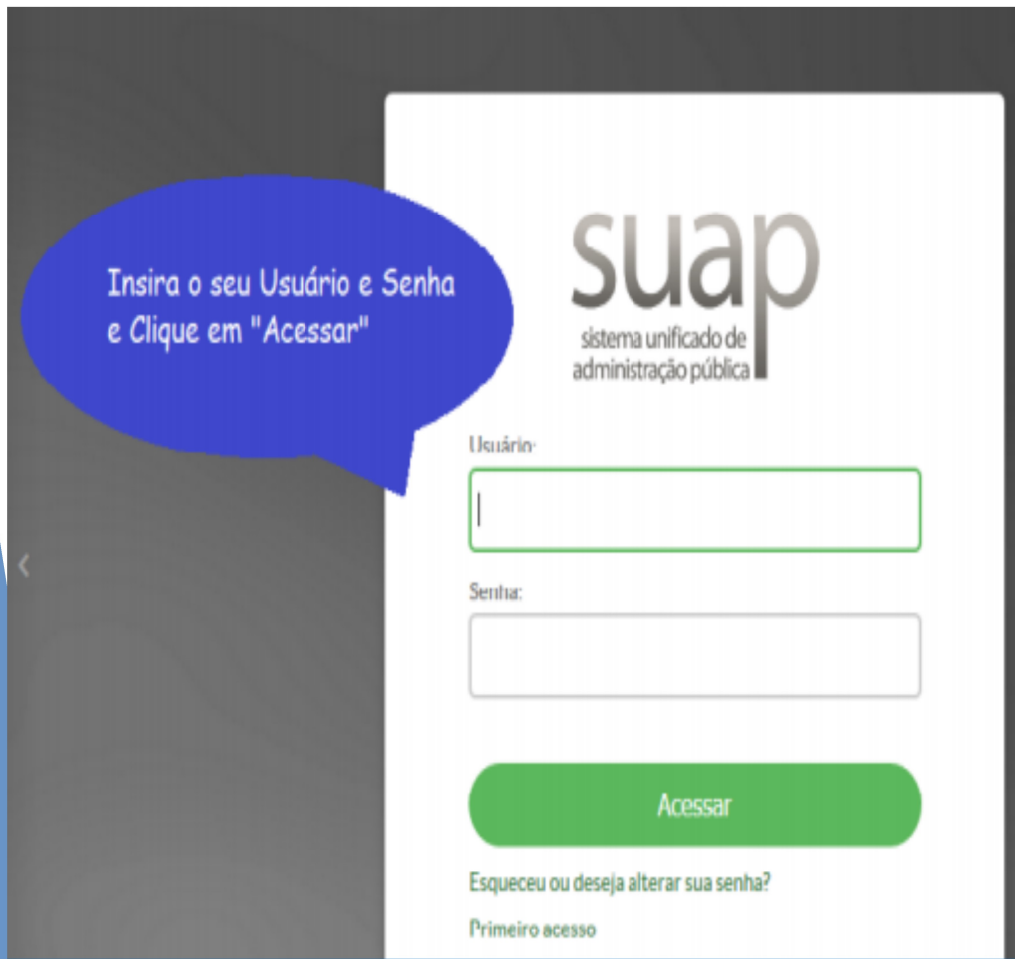 Insira o seu Usuário e Senha
e Clique em "Acessar"
suap
sistema unificado de
administração pública
Usuário:
Senha:
Acessar
Esqueceu ou deseja alterar sua senha?
Primeiro acesso